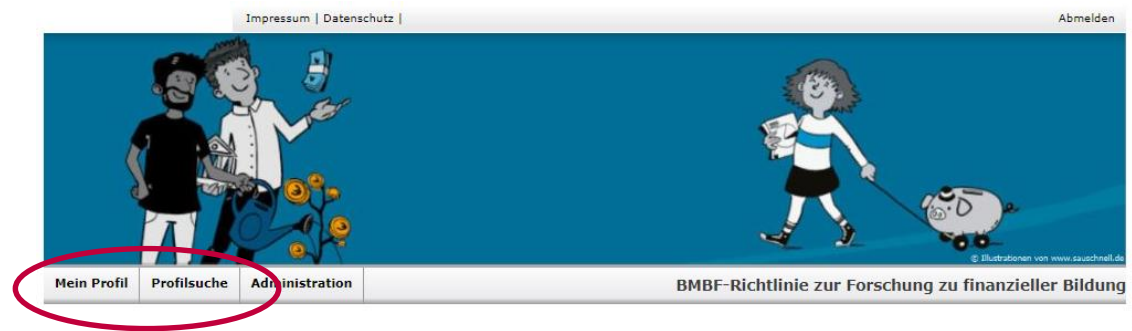 Impressum | Datenschutz | Abmelden
© Illustrationen von www.sauschnell.de
Mein Profil Profilsuche Administration BMBF-Richtlinie zur Forschung zu finanzieller Bildung